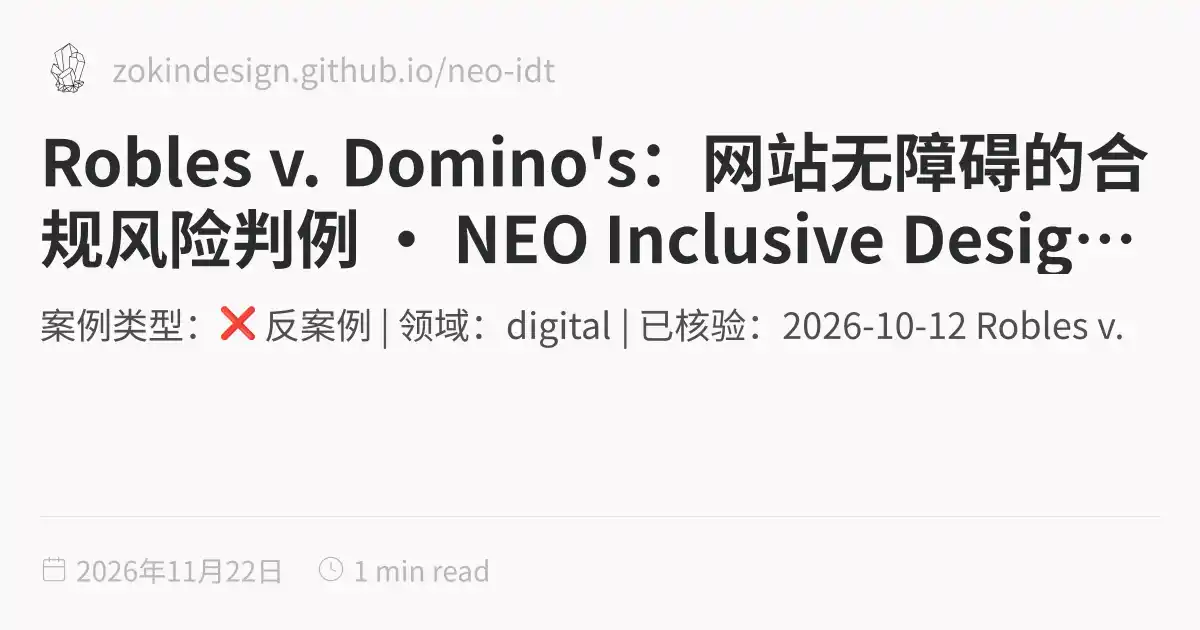 zokindesign.github.io/neo-idt
Robles v. Domino's：网站无障碍的合
规风险判例 • NEO Inclusive Desig…
案例类型：❌ 反案例 | 领域：digital | 已核验：2026-10-12 Robles v.
2026年11月22日 1 min read